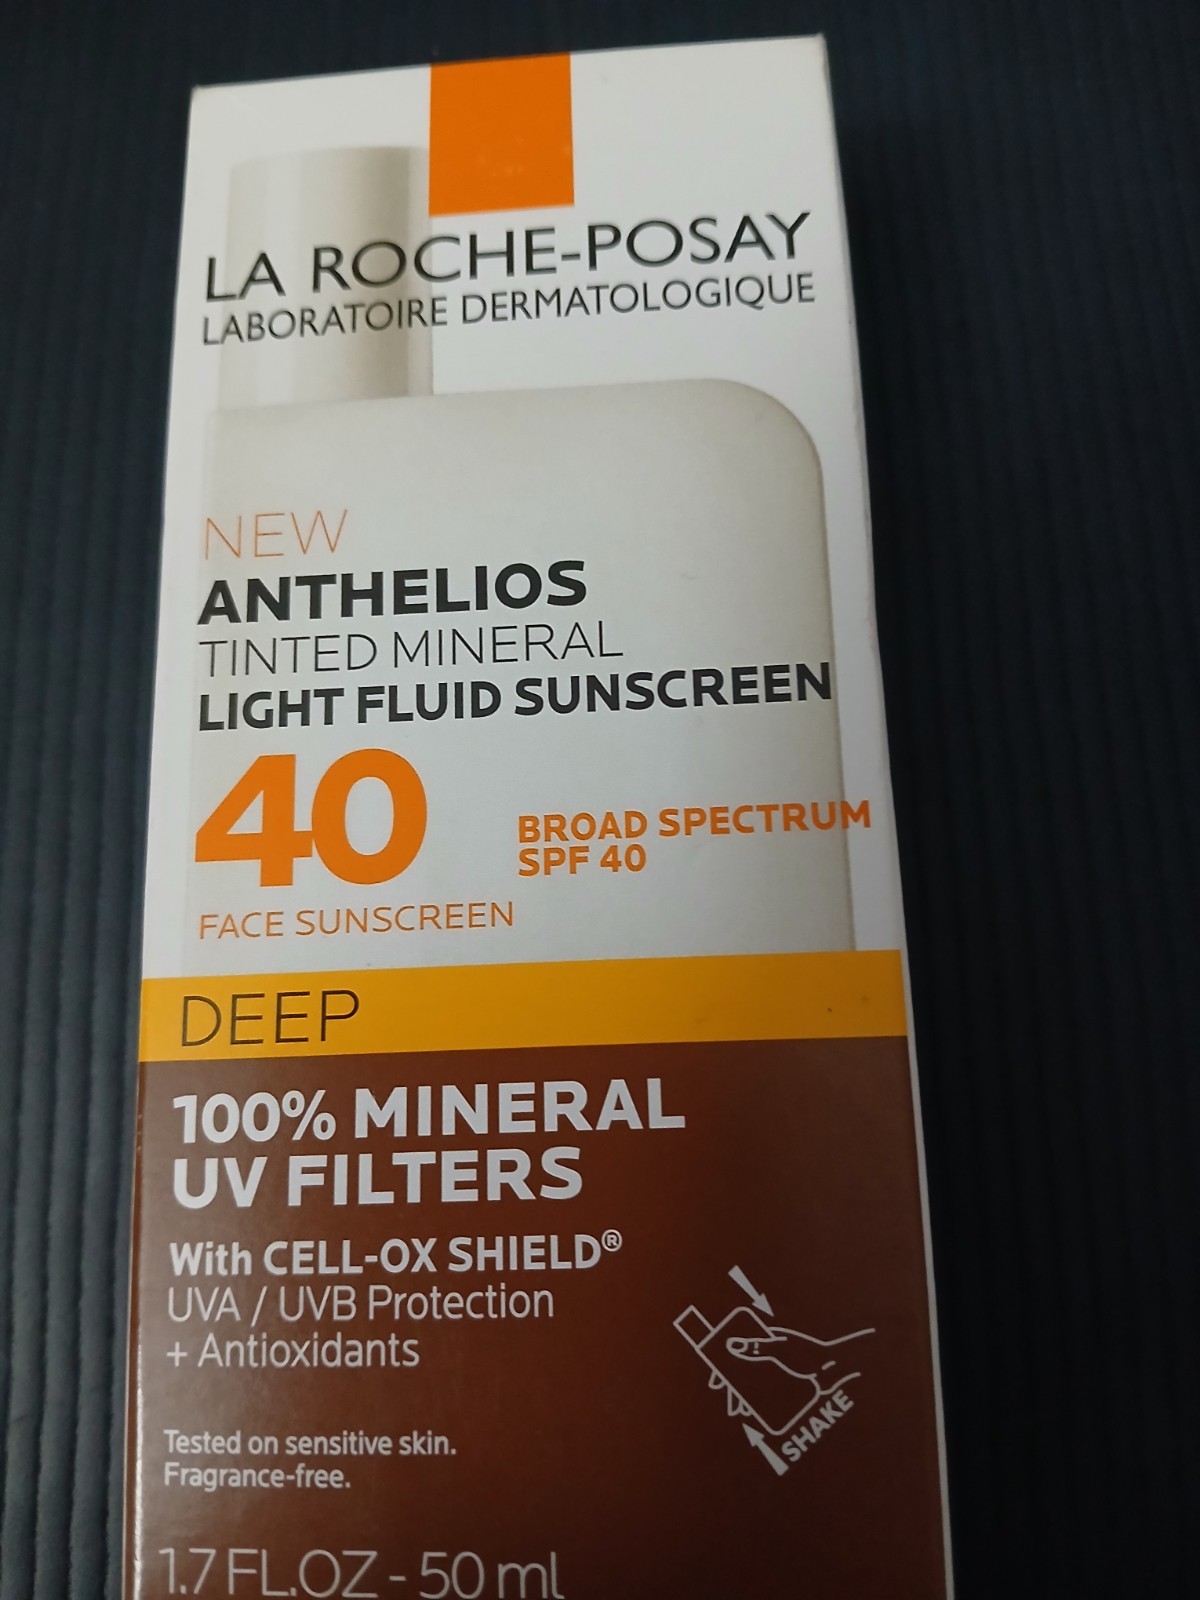 LA ROCHE-POSAY
LABORATOIRE DERMATOLOGIQUE
NEW
ANTHELIOS
TINTED MINERAL
LIGHT FLUID SUNSCREEN
40
BROAD SPECTRUM
SPF 40
FACE SUNSCREEN
DEEP
100% MINERAL
UV FILTERS
With CELL-OX SHIELD®
UVA / UVB Protection
+ Antioxidants
SHAKE
Tested on sensitive skin.
Fragrance-free.
1.7 FL.OZ - 50 ml